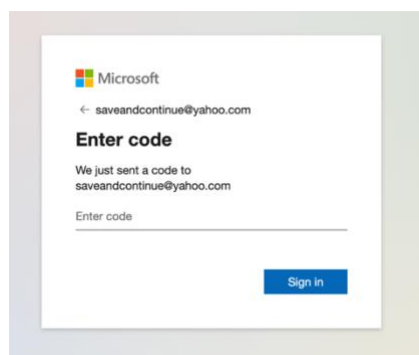 Microsoft
← saveandcontinue@yahoo.com
Enter code
We just sent a code to
saveandcontinue@yahoo.com
Enter code
Sign in